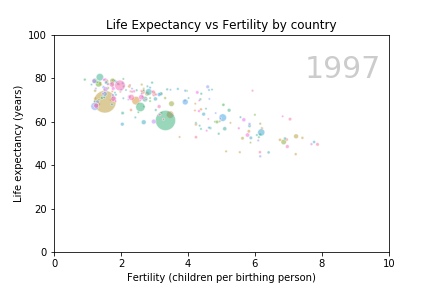 Life Expectancy vs Fertility by country
100
80
60
40
20
0
1997
Life expectancy (years)
0 2 4 6 8 10
Fertility (children per birthing person)